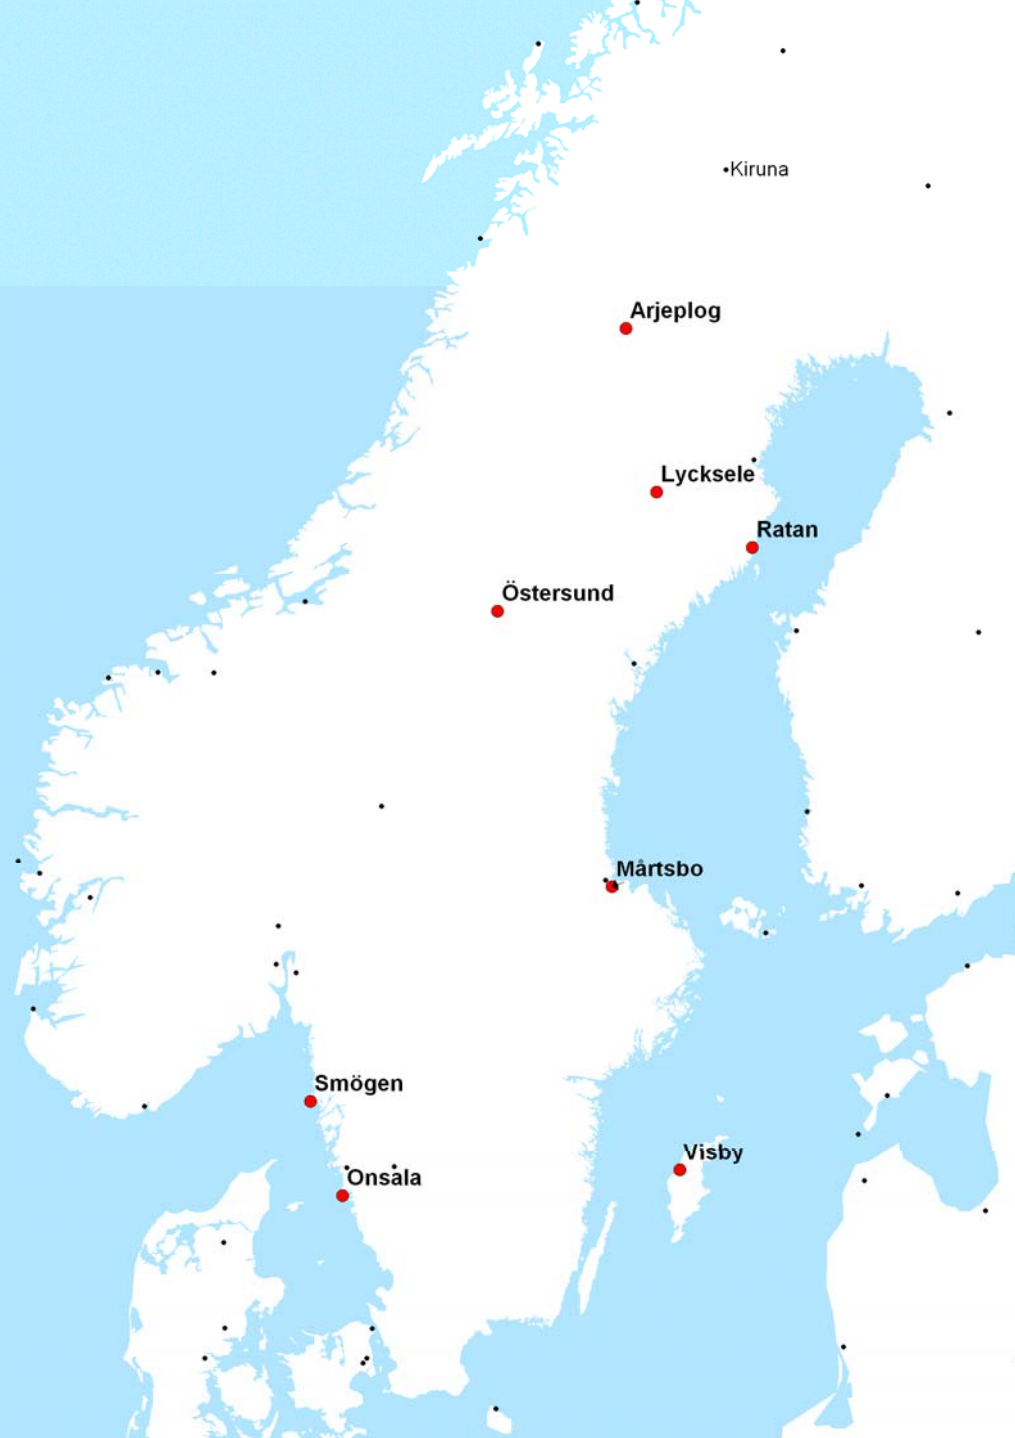 Kiruna
Arjeplog
Lycksele
Ratan
Östersund
Mårtsbo
Smögen
Visby
Onsala